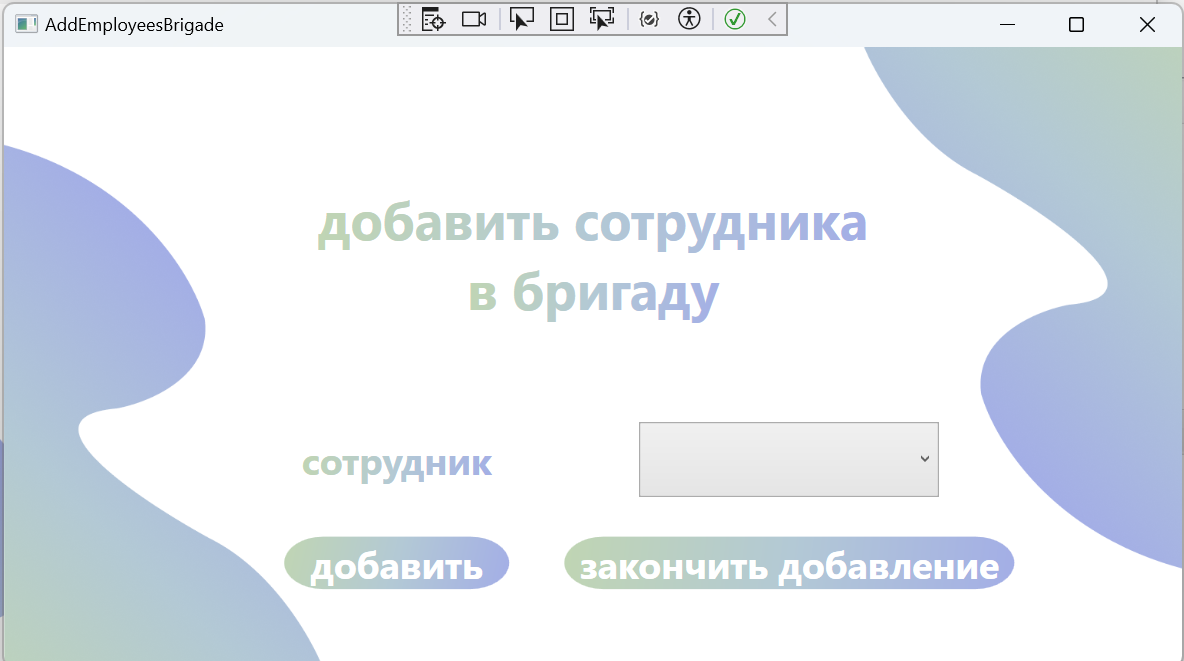 AddEmployeesBrigade
добавить сотрудника
в бригаду
сотрудник
добавить
закончить добавление